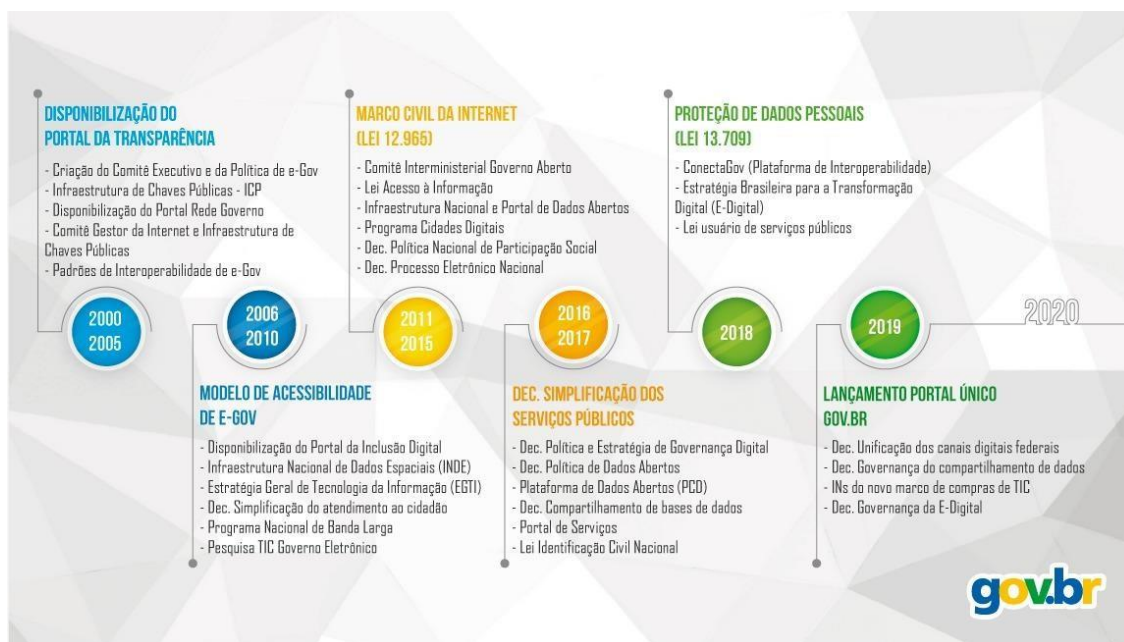 DISPONIBILIZAÇÃO DO
PORTAL DA TRANSPARÊNCIA
- Criação do Comitê Executivo e da Política de e-Gov
- Infraestrutura de Chaves Públicas - ICP
- Disponibilização do Portal Rede Governo
- Comitê Gestor da Internet e Infraestrutura de
Chaves Públicas
- Padrões de Interoperabilidade de e-Gov
MARCO CIVIL DA INTERNET
(LEI 12.965)
- Comitê Interministerial Governo Aberto
- Lei Acesso à Informação
- Infraestrutura Nacional e Portal de Dados Abertos
- Programa Cidades Digitais
- Dec. Política Nacional de Participação Social
- Dec. Processo Eletrônico Nacional
PROTEÇÃO DE DADOS PESSOAIS
(LEI 13.709)
- ConectaGov (Plataforma de Interoperabilidade)
- Estratégia Brasileira para a Transformação
Digital (E-Digital)
- Lei usuário de serviços públicos
2000
2005
2006
2010
2011
2015
2016
2017
2018
2019
2020
MODELO DE ACESSIBILIDADE
DE E-GOV
- Disponibilização do Portal da Inclusão Digital
- Infraestrutura Nacional de Dados Espaciais (INDE)
- Estratégia Geral de Tecnologia da Informação (EGTI)
- Dec. Simplificação do atendimento ao cidadão
- Programa Nacional de Banda Larga
- Pesquisa TIC Governo Eletrônico
DEC. SIMPLIFICAÇÃO DOS
SERVIÇOS PÚBLICOS
- Dec. Política e Estratégia de Governança Digital
- Dec. Política de Dados Abertos
- Plataforma de Dados Abertos (PCD)
- Dec. Compartilhamento de bases de dados
- Portal de Serviços
- Lei Identificação Civil Nacional
LANÇAMENTO PORTAL ÚNICO
GOV.BR
- Dec. Unificação dos canais digitais federais
- Dec. Governança do compartilhamento de dados
- INs do novo marco de compras de TIC
- Dec. Governança da E-Digital
gov.br